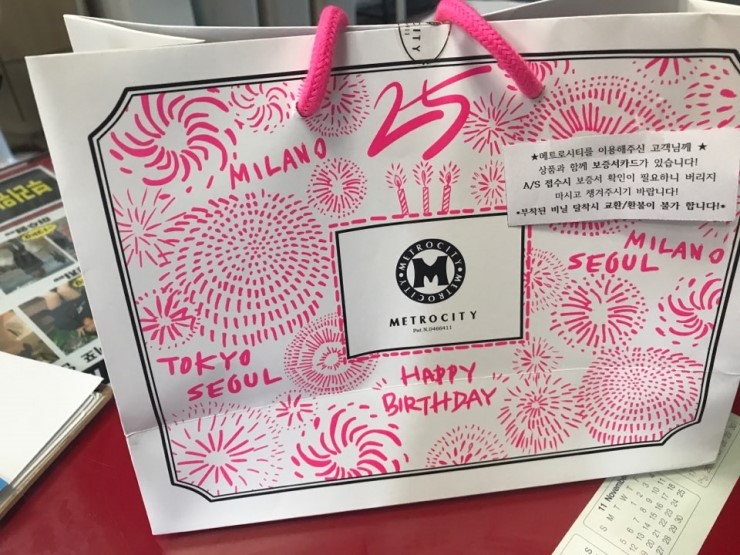 25
MILANO
★메트로시티를 이용해주신 고객님께 ★
상품과 함께 보증서카드가 있습니다!
A/S 접수시 보증서 확인이 필요하니 버리지
마시고 챙겨주시기 바랍니다!
*부착된 비닐 탈착시 교환/환불이 불가 합니다!*
MILANO
SEOUL
METROCITY METROCITY
M
METROCITY
TOKYO
SEOUL
HAPPY
BIRTHDAY
11 Novemb
S M T W T